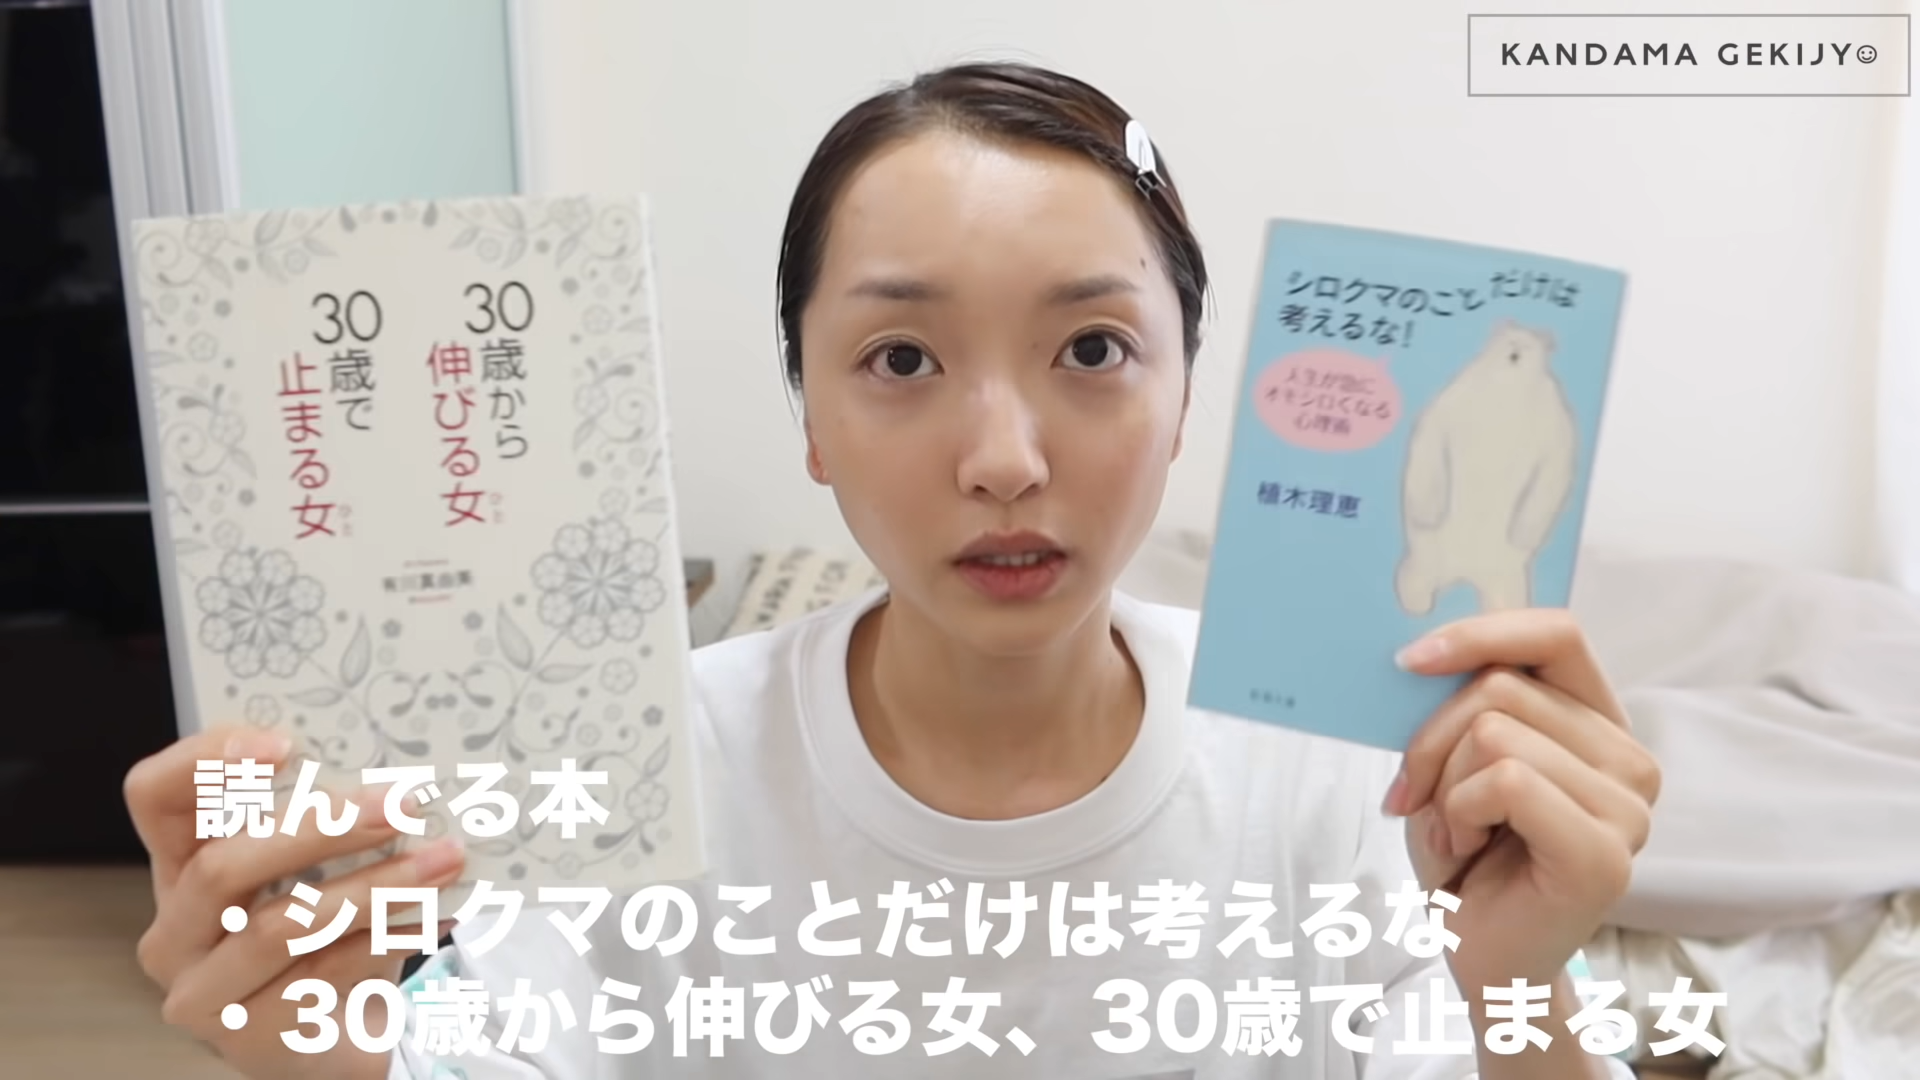 KANDAMA GEKIJY☺
30歳から
伸びる女
ひと
30歳で
止まる女
ひと
有川真由美
シロクマのことだけは
考えるな!
人生が急に
オモシロくなる
心理術
植木理恵
読んでる本
・シロクマのことだけは考えるな
・30歳から伸びる女、30歳で止まる女